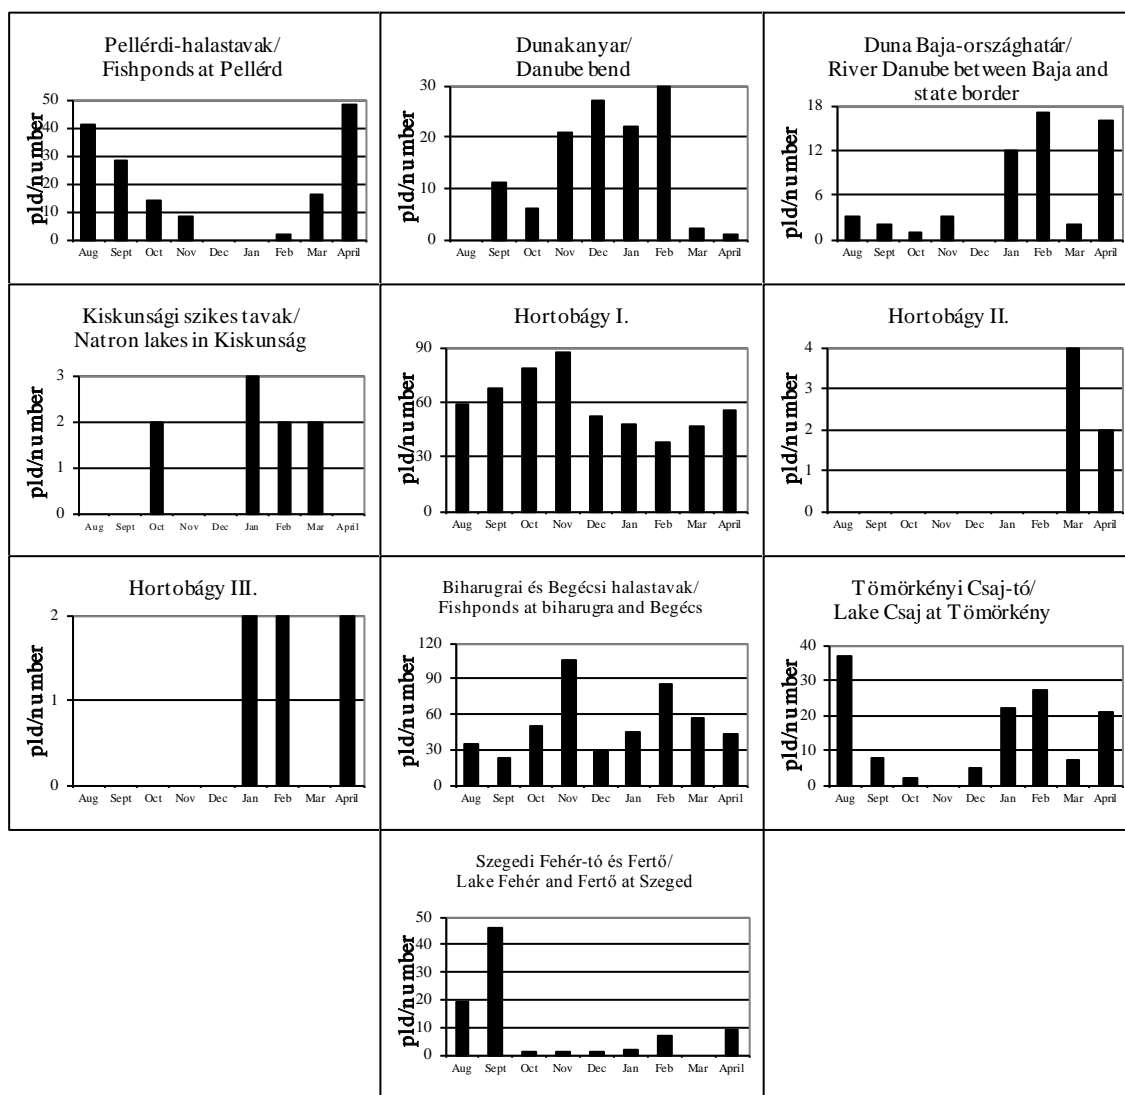 Pellérdi-halastavak/
Fishponds at Pellérd
pld/number
50
40
30
20
10
0
Aug Sept Oct Nov Dec Jan Feb Mar April
Dunakanyar/
Danube bend
pld/number
30
20
10
0
Aug Sept Oct Nov Dec Jan Feb Mar April
Duna Baja-országhatár/
River Danube between Baja and
state border
pld/number
18
12
6
0
Aug Sept Oct Nov Dec Jan Feb Mar April
Kiskunsági szikes tavak/
Natron lakes in Kiskunság
pld/number
3
2
1
0
Aug Sept Oct Nov Dec Jan Feb Mar April
Hortobágy I.
pld/number
90
60
30
0
Aug Sept Oct Nov Dec Jan Feb Mar April
Hortobágy II.
pld/number
4
3
2
1
0
Aug Sept Oct Nov Dec Jan Feb Mar April
Hortobágy III.
pld/number
2
1
0
Aug Sept Oct Nov Dec Jan Feb Mar April
Biharugrai és Begécsi halastavak/
Fishponds at biharugra and Begécs
pld/number
120
90
60
30
0
Aug Sept Oct Nov Dec Jan Feb Mar April
Tömörkényi Csaj-tó/
Lake Csaj at Tömörkény
pld/number
40
30
20
10
0
Aug Sept Oct Nov Dec Jan Feb Mar April
Szegedi Fehér-tó és Fertő/
Lake Fehér and Fertő at Szeged
pld/number
50
40
30
20
10
0
Aug Sept Oct Nov Dec Jan Feb Mar April